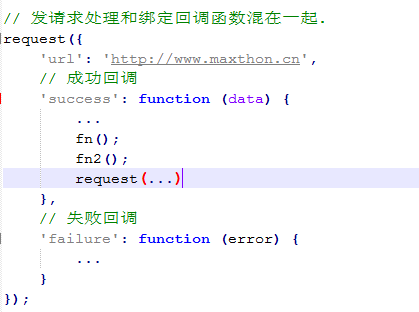 // 发请求处理和绑定回调函数混在一起.
request({
    'url': 'http://www.maxthon.cn',
    // 成功回调
    'success': function (data) {
        ...
        fn();
        fn2();
        request(...)
    },
    // 失败回调
    'failure': function (error) {
        ...
    }
});